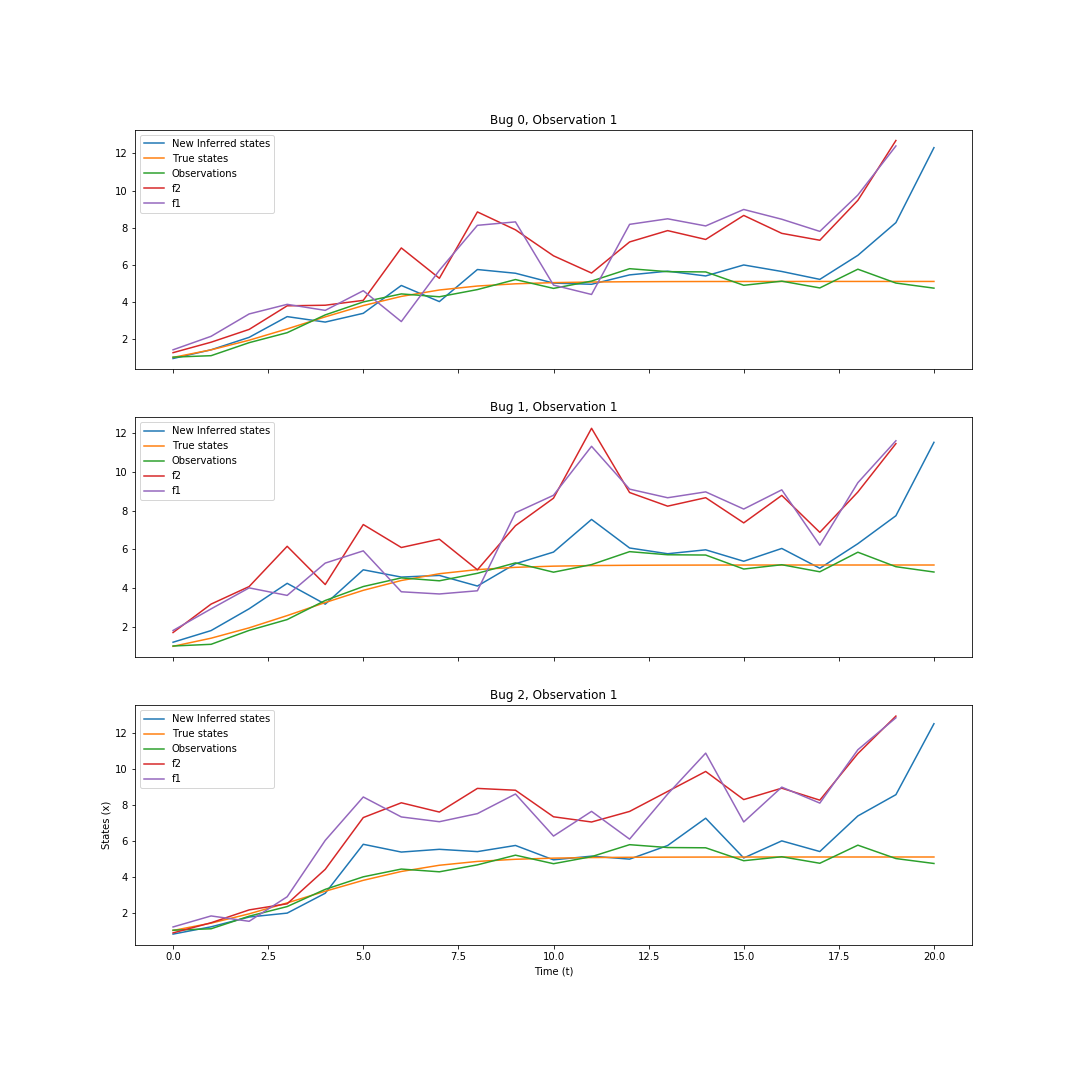 Bug 0, Observation 1
12
10
8
6
4
2
New Inferred states
True states
Observations
f2
f1
Bug 1, Observation 1
12
10
8
6
4
2
New Inferred states
True states
Observations
f2
f1
Bug 2, Observation 1
12
10
8
6
4
2
New Inferred states
True states
Observations
f2
f1
States (x)
0.0 2.5 5.0 7.5 10.0 12.5 15.0 17.5 20.0
Time (t)